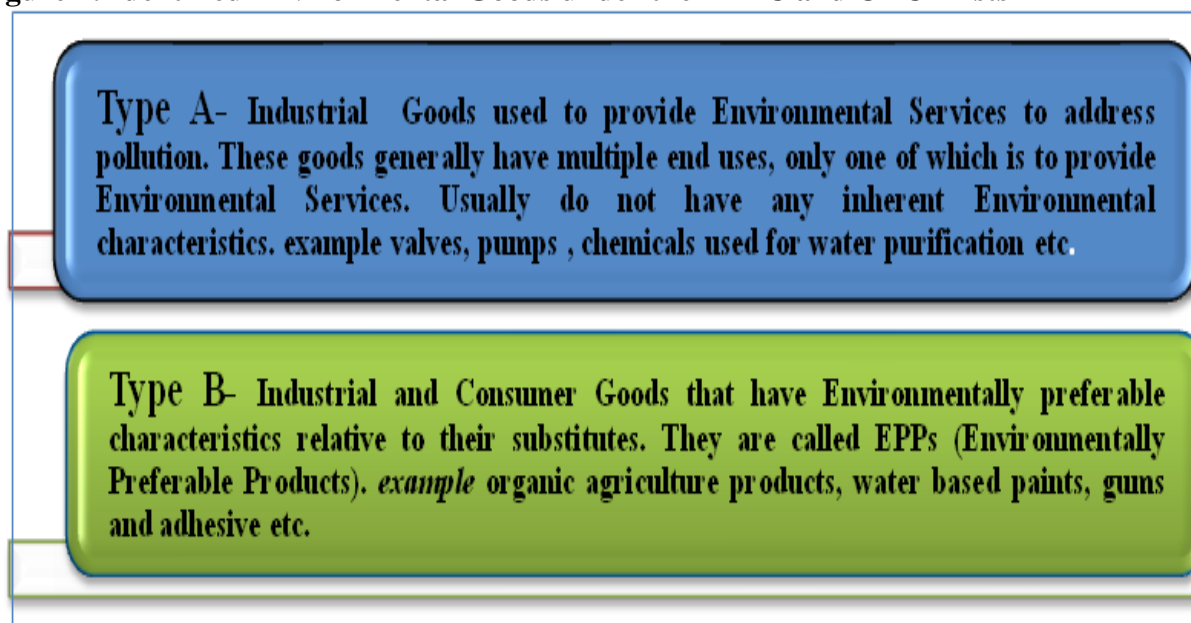 Type A- Industrial Goods used to provide Environmental Services to address
pollution. These goods generally have multiple end uses, only one of which is to provide
Environmental Services. Usually do not have any inherent Environmental
characteristics. example valves, pumps , chemicals used for water purification etc.
Type B- Industrial and Consumer Goods that have Environmentally preferable
characteristics relative to their substitutes. They are called EPPs (Environmentally
Preferable Products). example organic agriculture products, water based paints, gums
and adhesive etc.